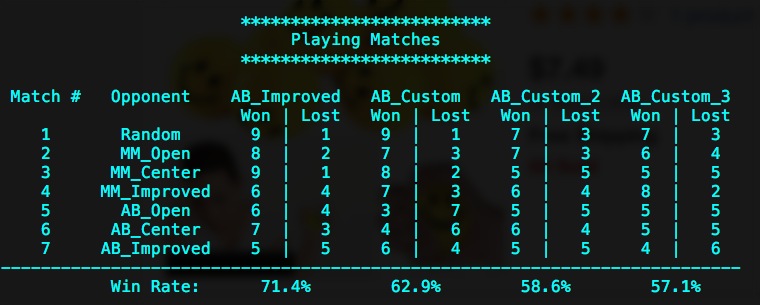 *************************
Playing Matches
*************************
Match # Opponent AB_Improved AB_Custom AB_Custom_2 AB_Custom_3
Won | Lost Won | Lost Won | Lost Won | Lost
1 Random 9 | 1 9 | 1 7 | 3 7 | 3
2 MM_Open 8 | 2 7 | 3 7 | 3 6 | 4
3 MM_Center 9 | 1 8 | 2 5 | 5 5 | 5
4 MM_Improved 6 | 4 7 | 3 6 | 4 8 | 2
5 AB_Open 6 | 4 3 | 7 5 | 5 5 | 5
6 AB_Center 7 | 3 4 | 6 6 | 4 5 | 5
7 AB_Improved 5 | 5 6 | 4 5 | 5 4 | 6
--------------------------------------------------------------------------
Win Rate: 71.4% 62.9% 58.6% 57.1%